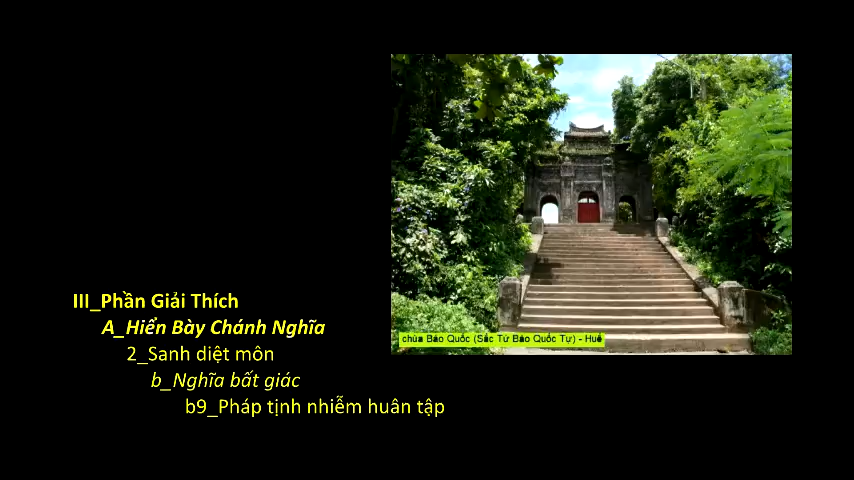 chùa Báo Quốc (Sắc Tứ Báo Quốc Tự) - Huế
III_Phần Giải Thích
A_Hiển Bày Chánh Nghĩa
2_Sanh diệt môn
b_Nghĩa bất giác
b9_Pháp tịnh nhiễm huân tập